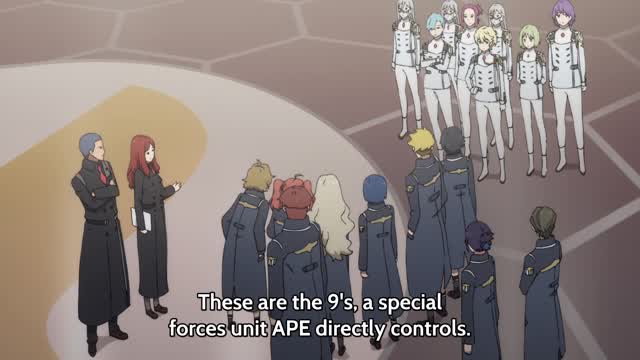 These are the 9's, a special
forces unit APE directly controls.